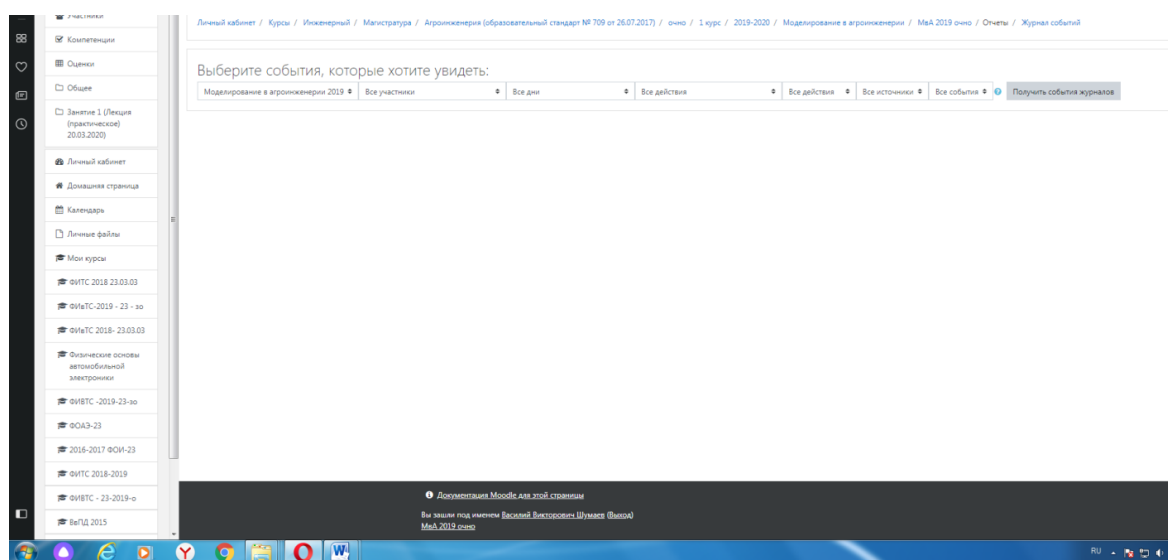 Участники
Личный кабинет / Курсы / Инженерный / Магистратура / Агроинженерия (образовательный стандарт № 709 от 26.07.2017) / очно / 1 курс / 2019-2020 / Моделирование в агроинженерии / МвА 2019 очно / Отчеты / Журнал событий
Компетенции
Оценки
Общее
Занятие 1 (Лекция
(практическое)
20.03.2020)
Выберите события, которые хотите увидеть:
Моделирование в агроинженерии 2019 Все участники Все дни Все действия Все действия Все источники Все события Получить события журналов
Личный кабинет
Домашняя страница
Календарь
Личные файлы
Мои курсы
ФИТС 2018 23.03.03
ФИвТС-2019 - 23 - зо
ФИвТС 2018- 23.03.03
Физические основы
автомобильной
электроники
ФИВТС -2019-23-зо
ФОАЭ-23
2016-2017 ФОИ-23
ФИТС 2018-2019
ФИВТС - 23-2019-о
ВвПД 2015
Документация Moodle для этой страницы
Вы зашли под именем Василий Викторович Шумаев (Выход)
МвА 2019 очно
RU